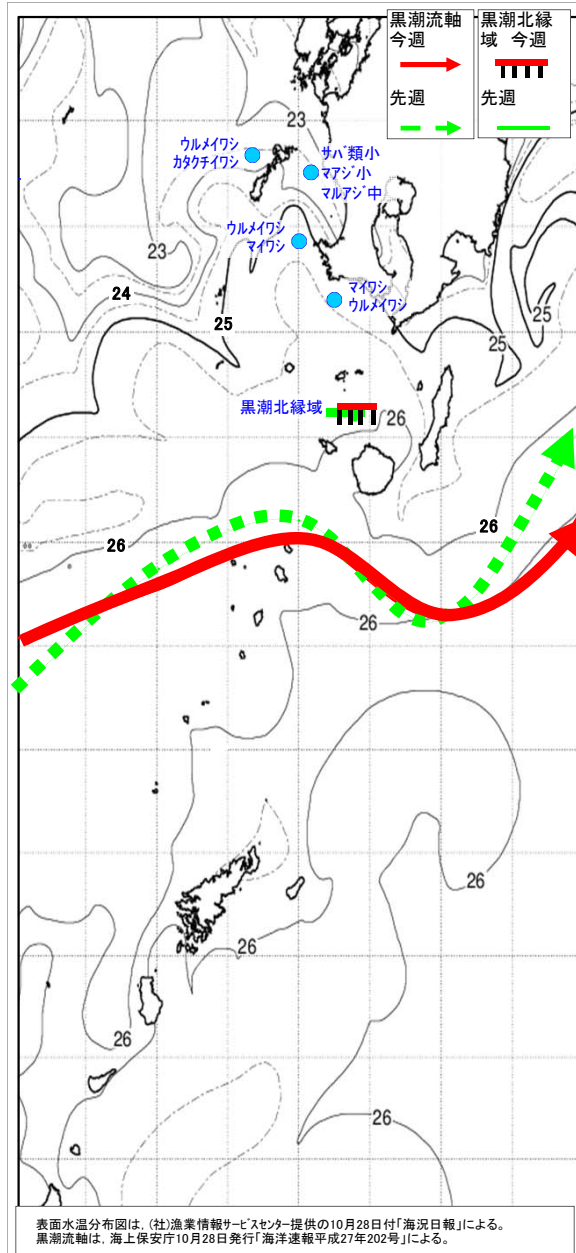 黒潮流軸
今週
先週
黒潮北縁
域　今週
先週
23
ウルメイワシ
カタクチイワシ
サバ類小
マアジ小
マルアジ中
ウルメイワシ
マイワシ
23
24
25
マイワシ
ウルメイワシ
25
25
黒潮北縁域
26
26
26
26
26
26
26
26
表面水温分布図は，（社）漁業情報サービスセンター提供の10月28日付「海況日報」による。
黒潮流軸は，海上保安庁10月28日発行「海洋速報平成27年202号」による。